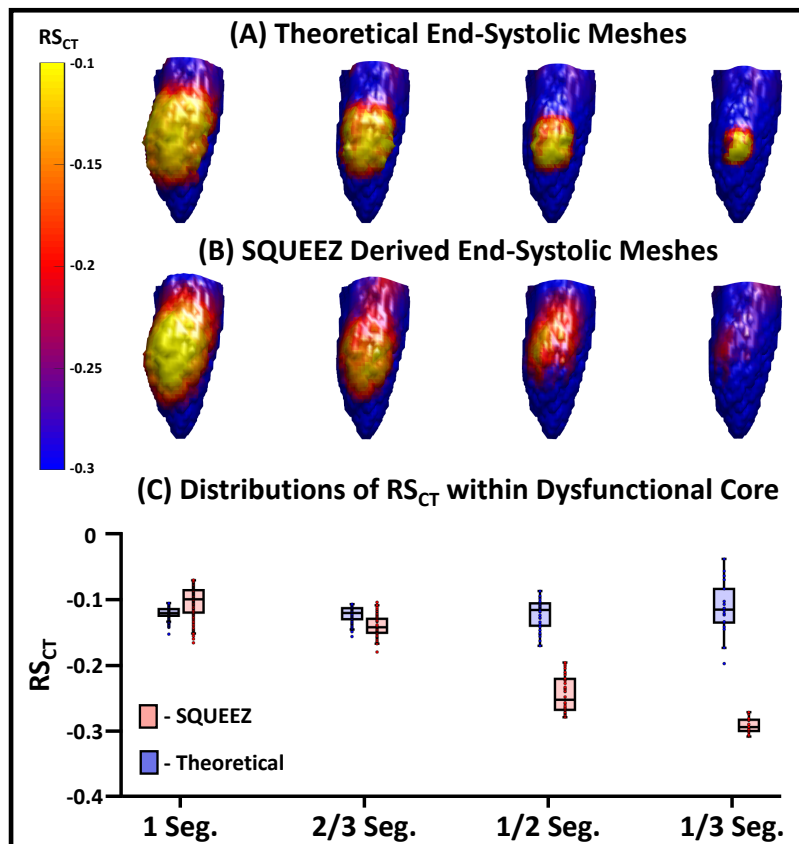 (A) Theoretical End-Systolic Meshes
RS_CT
-0.1
-0.15
-0.2
-0.25
-0.3
(B) SQUEEZ Derived End-Systolic Meshes
(C) Distributions of RS_CT within Dysfunctional Core
RS_CT
0
-0.1
-0.2
-0.3
-0.4
- SQUEEZ
- Theoretical
1 Seg.
2/3 Seg.
1/2 Seg.
1/3 Seg.